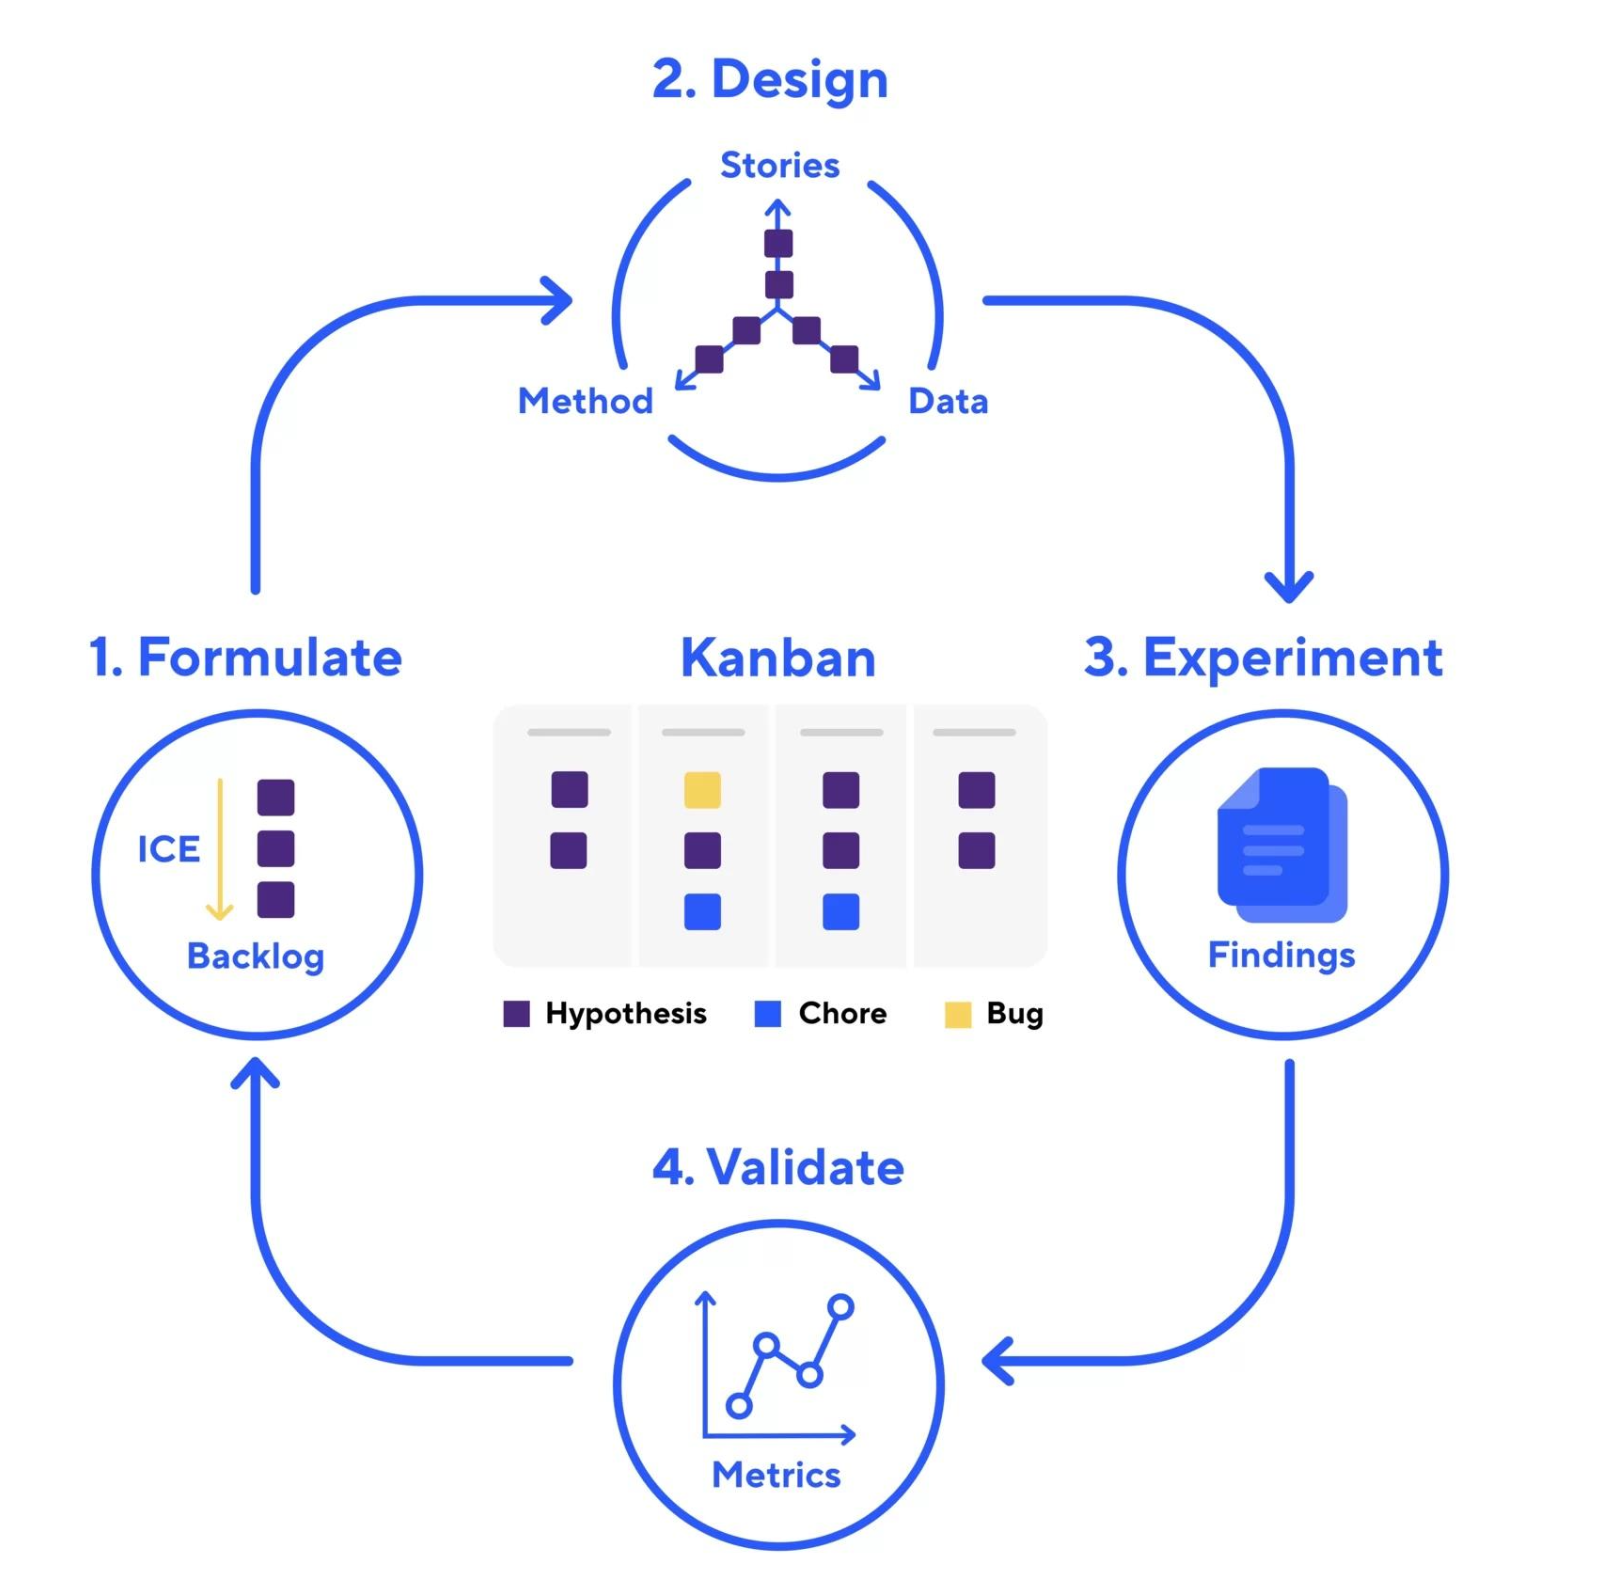 2. Design
Stories
Method
Data
1. Formulate
ICE
Backlog
Kanban
Hypothesis
Chore
Bug
3. Experiment
Findings
4. Validate
Metrics